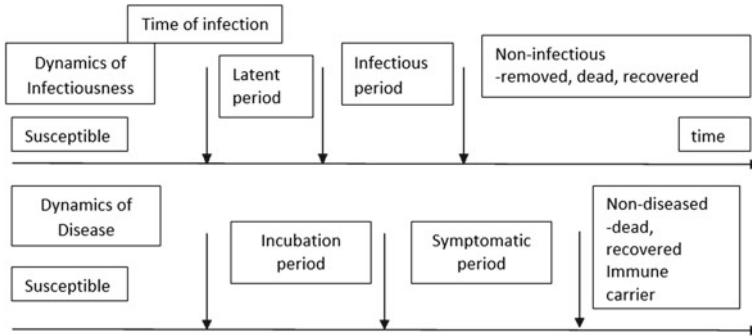 Time of infection
Dynamics of
Infectiousness
Latent
period
Infectious
period
Non-infectious
-removed, dead, recovered
Susceptible
time
Dynamics of
Disease
Incubation
period
Symptomatic
period
Non-diseased
-dead,
recovered
Immune
carrier
Susceptible